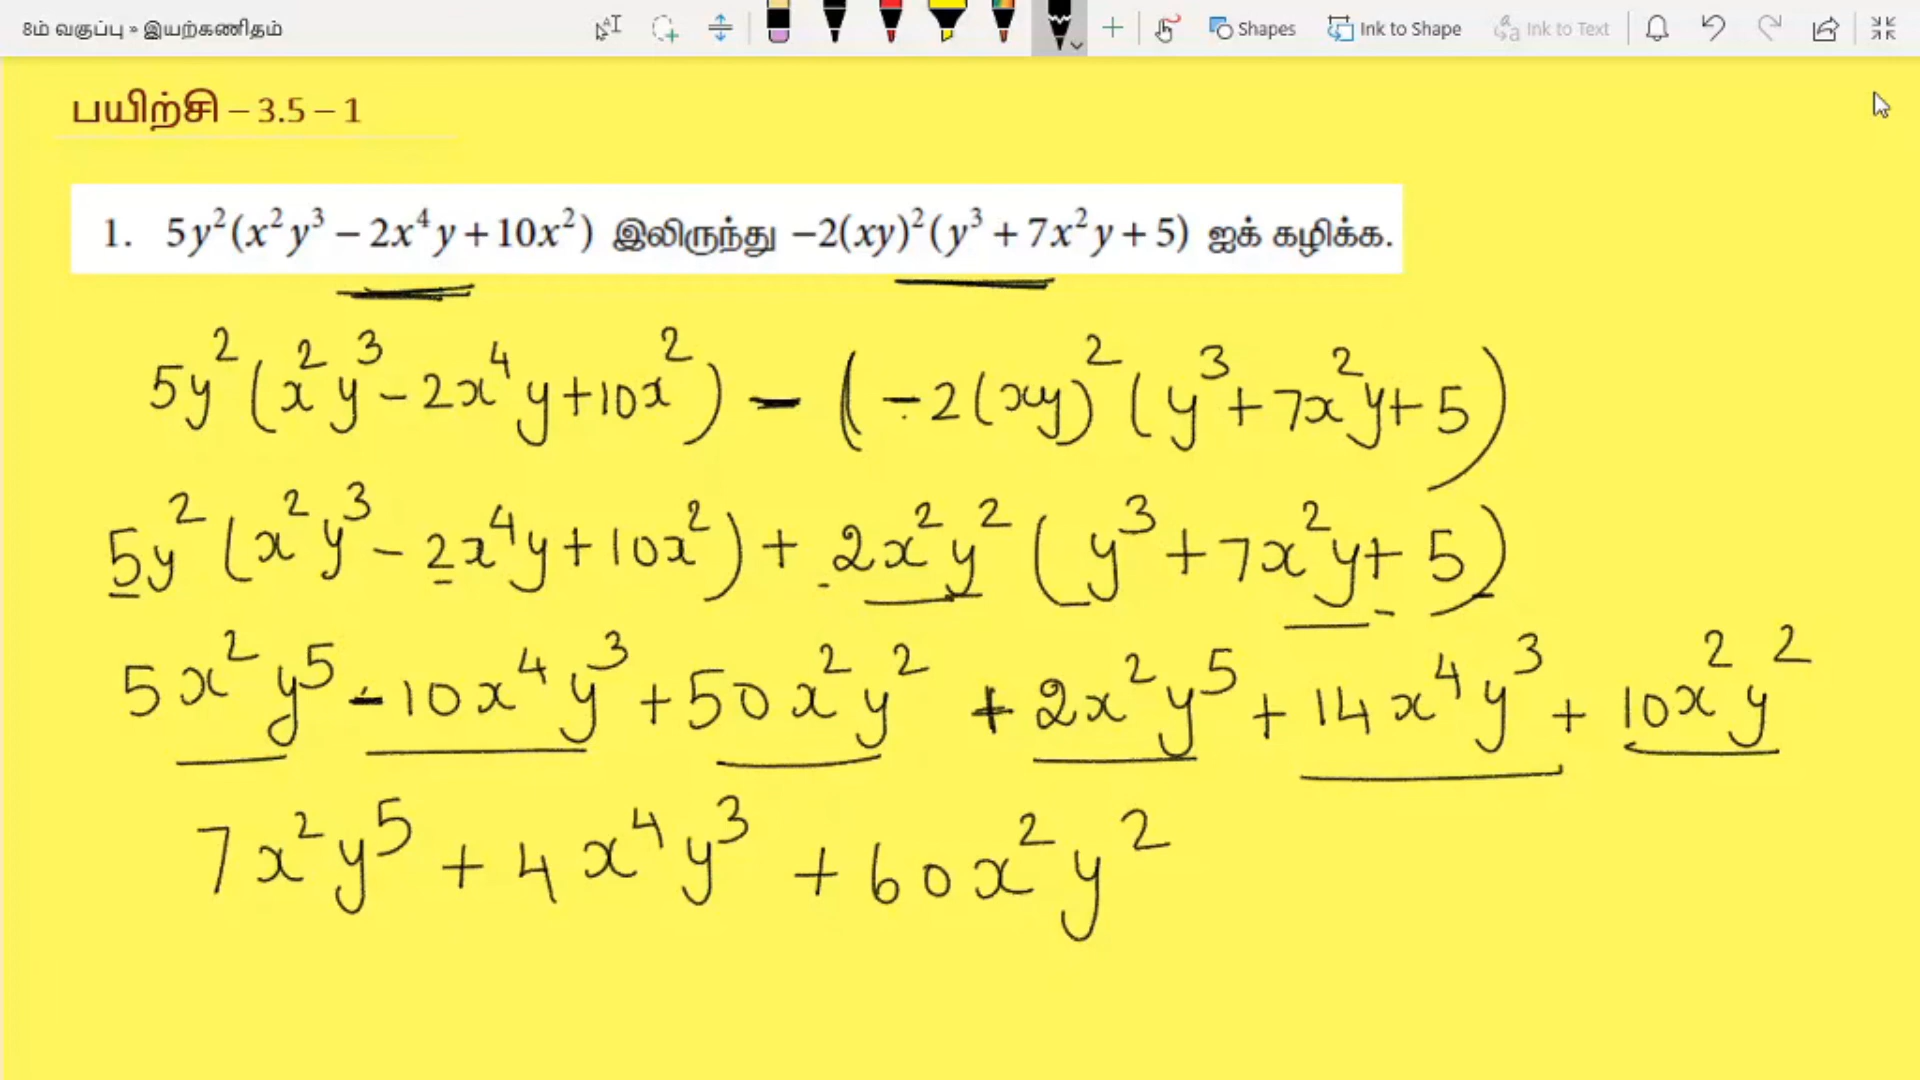 8ம் வகுப்பு » இயற்கணிதம்
Shapes
Ink to Shape
Ink to Text
பயிற்சி – 3.5 – 1
1. 5y²(x²y³ − 2x⁴y + 10x²) இலிருந்து −2(xy)²(y³ + 7x²y + 5) ஐக் கழிக்க.
5y²(x²y³ − 2x⁴y + 10x²) − (−2(xy)²(y³ + 7x²y + 5)
5y²(x²y³ − 2x⁴y + 10x²) + 2x²y²(y³ + 7x²y + 5)
5x²y⁵ − 10x⁴y³ + 50x²y² + 2x²y⁵ + 14x⁴y³ + 10x²y²
7x²y⁵ + 4x⁴y³ + 60x²y²